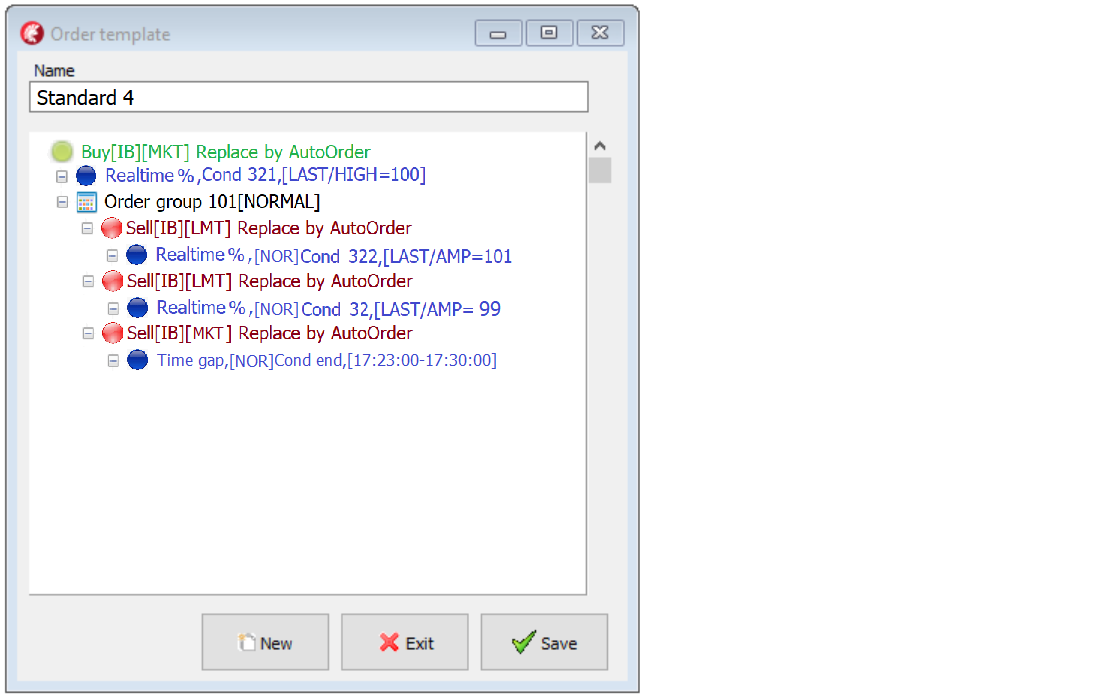 Order template
Name
Standard 4
Buy[IB][MKT] Replace by AutoOrder
Realtime %,Cond 321,[LAST/HIGH=100]
Order group 101[NORMAL]
Sell[IB][LMT] Replace by AutoOrder
Realtime %,[NOR]Cond 322,[LAST/AMP=101
Sell[IB][LMT] Replace by AutoOrder
Realtime %,[NOR]Cond 32,[LAST/AMP= 99
Sell[IB][MKT] Replace by AutoOrder
Time gap,[NOR]Cond end,[17:23:00-17:30:00]
New Exit Save